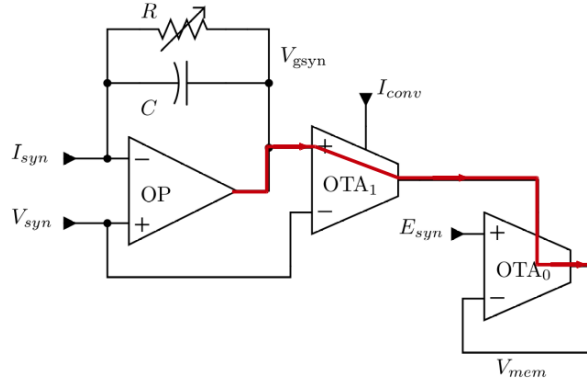 R
V_gsyn
C
I_conv
I_syn
−
+
OP
OTA_1
V_syn
+
−
E_syn
+
OTA_0
−
V_mem